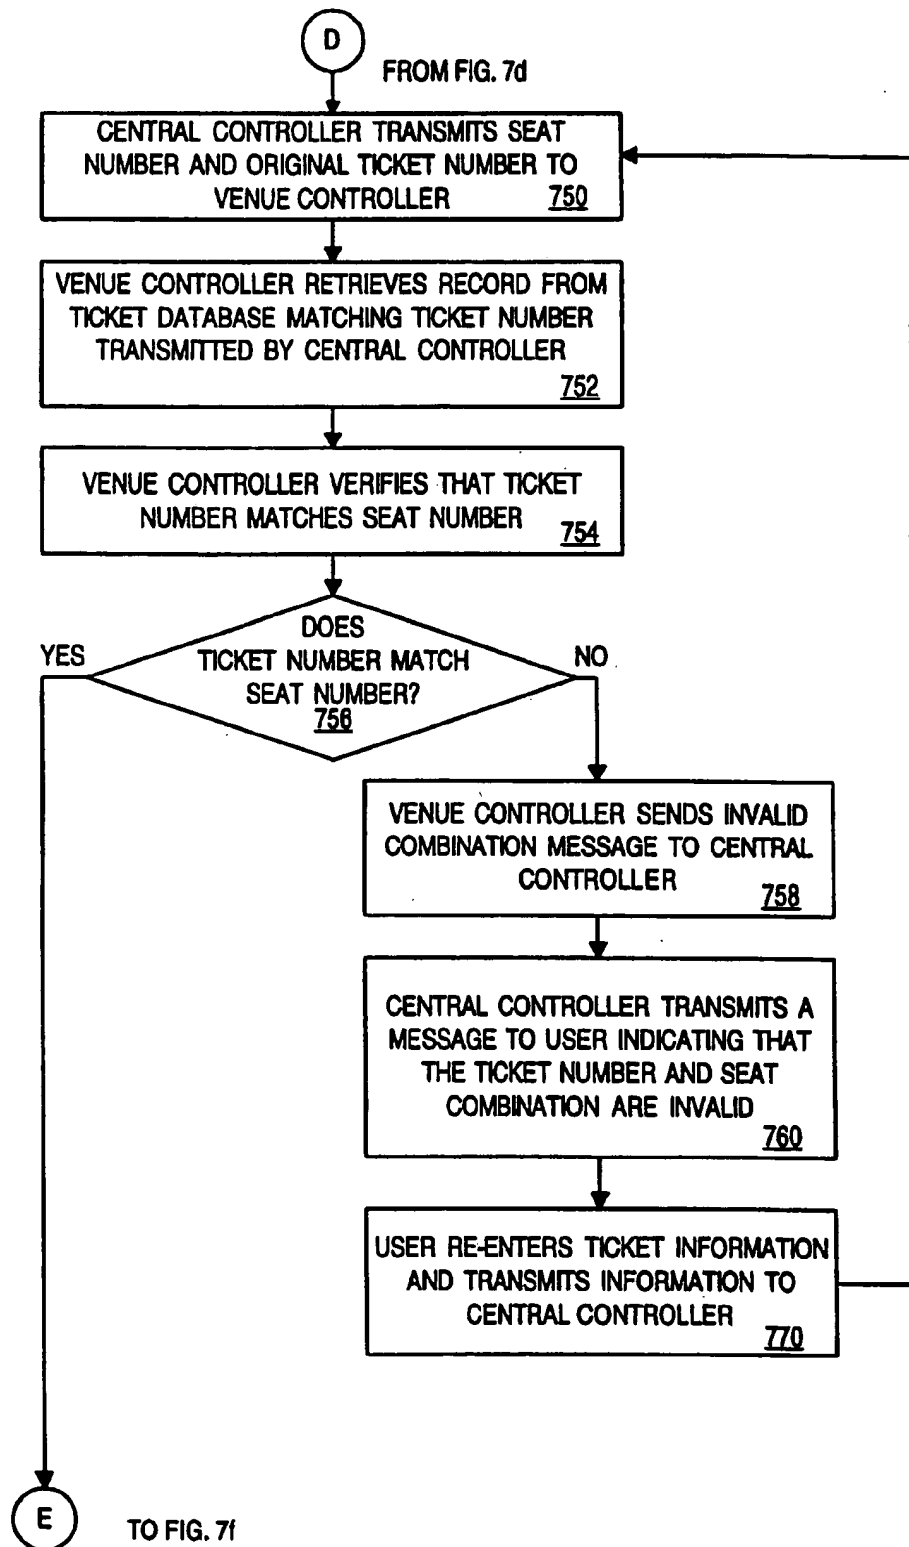 D
FROM FIG. 7d
CENTRAL CONTROLLER TRANSMITS SEAT
NUMBER AND ORIGINAL TICKET NUMBER TO
VENUE CONTROLLER 750
VENUE CONTROLLER RETRIEVES RECORD FROM
TICKET DATABASE MATCHING TICKET NUMBER
TRANSMITTED BY CENTRAL CONTROLLER
752
VENUE CONTROLLER VERIFIES THAT TICKET
NUMBER MATCHES SEAT NUMBER 754
DOES
TICKET NUMBER MATCH
SEAT NUMBER?
756
YES
NO
VENUE CONTROLLER SENDS INVALID
COMBINATION MESSAGE TO CENTRAL
CONTROLLER 758
CENTRAL CONTROLLER TRANSMITS A
MESSAGE TO USER INDICATING THAT
THE TICKET NUMBER AND SEAT
COMBINATION ARE INVALID
760
USER RE-ENTERS TICKET INFORMATION
AND TRANSMITS INFORMATION TO
CENTRAL CONTROLLER
770
E
TO FIG. 7f